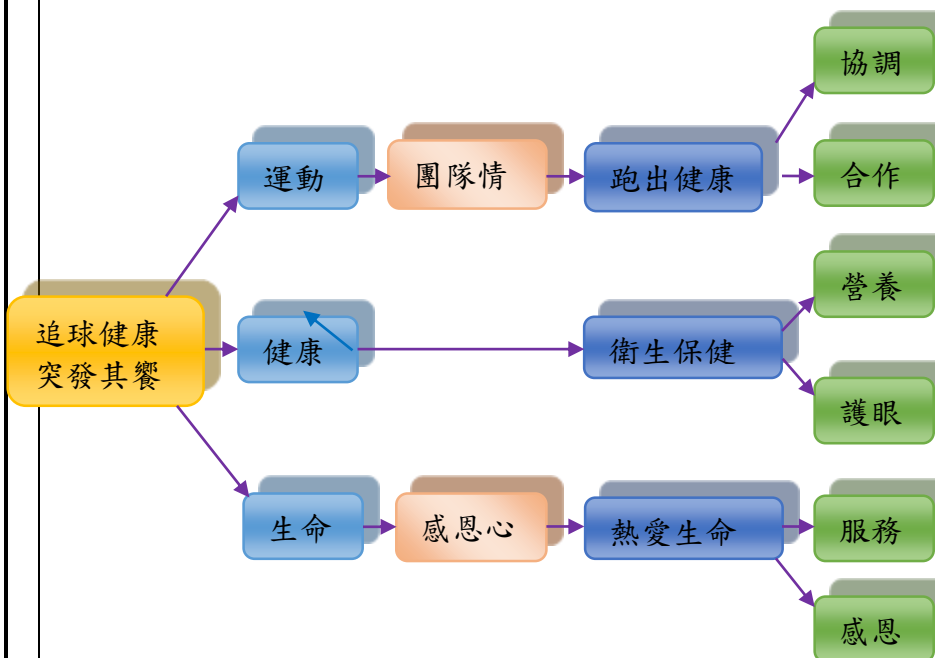 協調
運動
團隊情
跑出健康
合作
營養
追球健康
突發其饗
健康
衛生保健
護眼
生命
感恩心
熱愛生命
服務
感恩